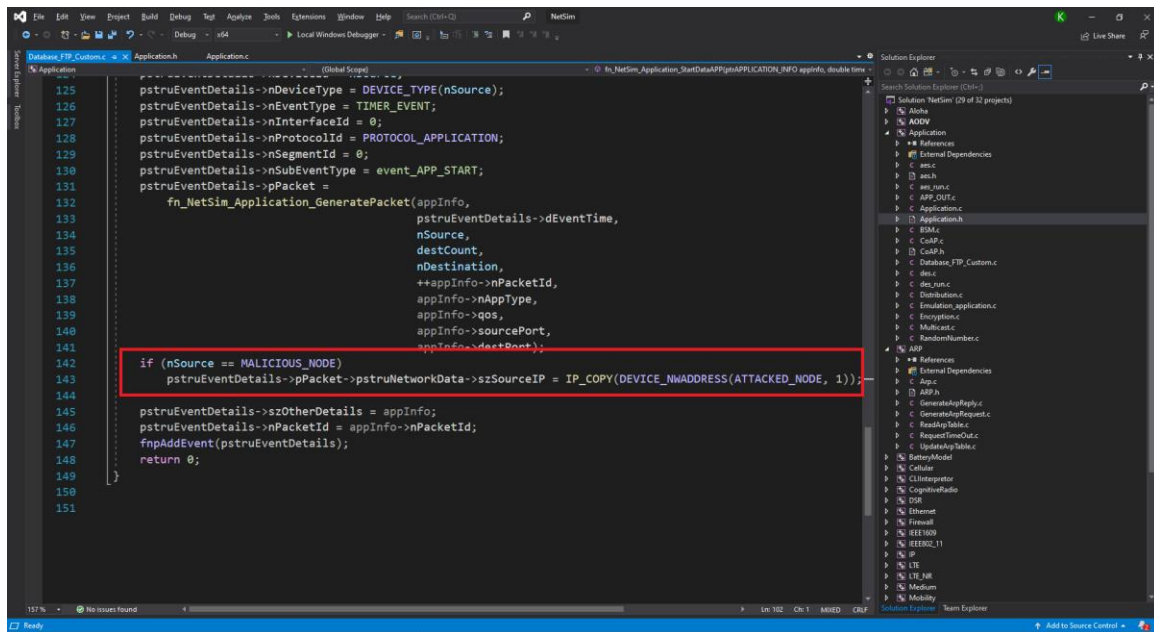 File Edit View Project Build Debug Test Analyze Tools Extensions Window Help Search (Ctrl+Q) NetSim K
Debug x64 Local Windows Debugger Live Share
Database_FTP_Custom.c Application.h Application.c
Application (Global Scope) fn_NetSim_Application_StartDataAPP(ptrAPPLICATION_INFO appInfo, double time
Server Explorer
Toolbox
125 pstruEventDetails->nDeviceType = DEVICE_TYPE(nSource);
126 pstruEventDetails->nEventType = TIMER_EVENT;
127 pstruEventDetails->nInterfaceId = 0;
128 pstruEventDetails->nProtocolId = PROTOCOL_APPLICATION;
129 pstruEventDetails->nSegmentId = 0;
130 pstruEventDetails->nSubEventType = event_APP_START;
131 pstruEventDetails->pPacket =
132 fn_NetSim_Application_GeneratePacket(appInfo,
133 pstruEventDetails->dEventTime,
134 nSource,
135 destCount,
136 nDestination,
137 ++appInfo->nPacketId,
138 appInfo->nAppType,
139 appInfo->qos,
140 appInfo->sourcePort,
141 appInfo->destPort);
142 if (nSource == MALICIOUS_NODE)
143 pstruEventDetails->pPacket->pstruNetworkData->szSourceIP = IP_COPY(DEVICE_NWADDRESS(ATTACKED_NODE, 1));
144
145 pstruEventDetails->szOtherDetails = appInfo;
146 pstruEventDetails->nPacketId = appInfo->nPacketId;
147 fnpAddEvent(pstruEventDetails);
148 return 0;
149 }
150
151
157 % No issues found Ln: 102 Ch: 1 MIXED CRLF
Solution Explorer
Search Solution Explorer (Ctrl+;)
Solution 'NetSim' (29 of 32 projects)
Aloha
AODV
Application
References
External Dependencies
aes.c
aes.h
aes_run.c
APP_OUT.c
Application.c
Application.h
BSM.c
CoAP.c
CoAP.h
Database_FTP_Custom.c
des.c
des_run.c
Distribution.c
Emulation_application.c
Encryption.c
Multicast.c
RandomNumber.c
ARP
References
External Dependencies
Arp.c
ARP.h
GenerateArpReply.c
GenerateArpRequest.c
ReadArpTable.c
RequestTimeOut.c
UpdateArpTable.c
BatteryModel
Cellular
CLIInterpretor
CognitiveRadio
DSR
Ethernet
Firewall
IEEE1609
IEEE802_11
IP
LTE
LTE_NR
Medium
Mobility
Solution Explorer Team Explorer
Ready Add to Source Control